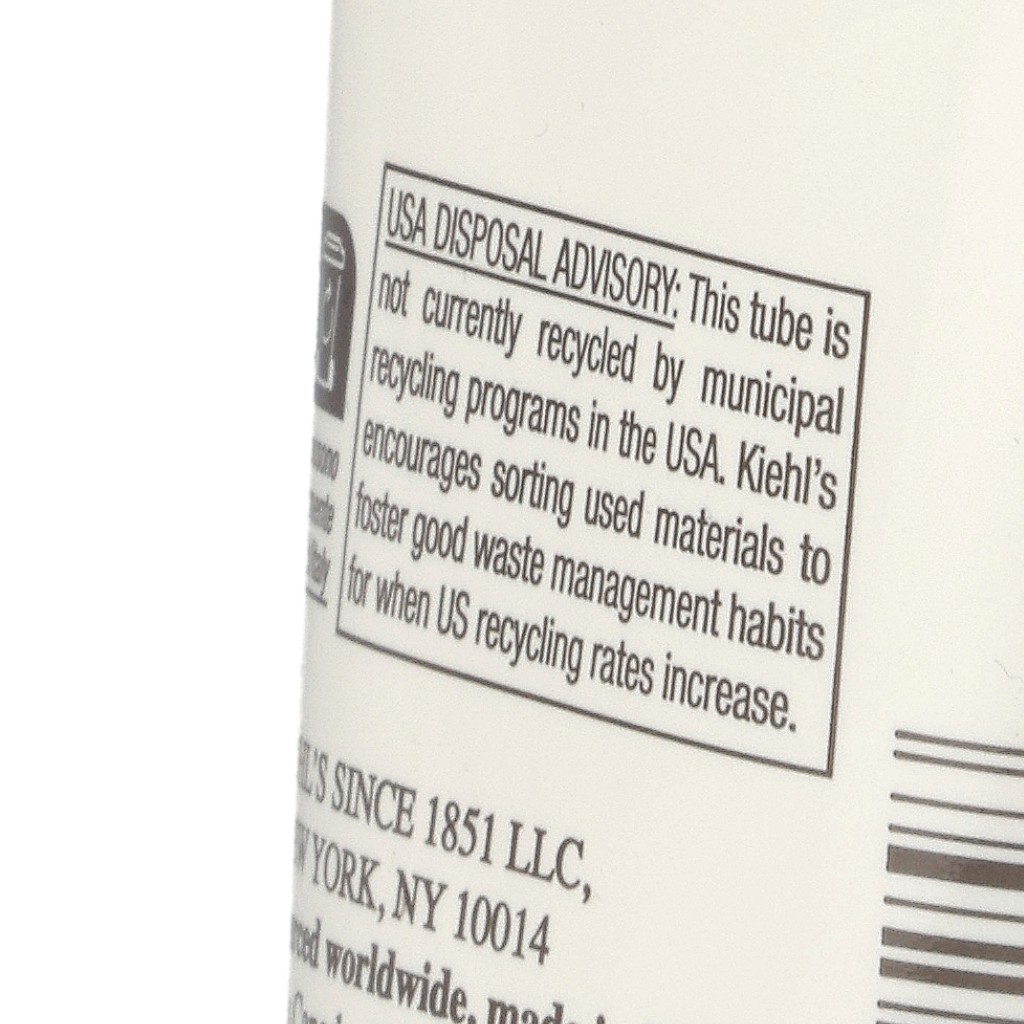 USA DISPOSAL ADVISORY: This tube is
not currently recycled by municipal
recycling programs in the USA. Kiehl's
encourages sorting used materials to
foster good waste management habits
for when US recycling rates increase.
SINCE 1851 LLC,
YORK, NY 10014
worldwide, made